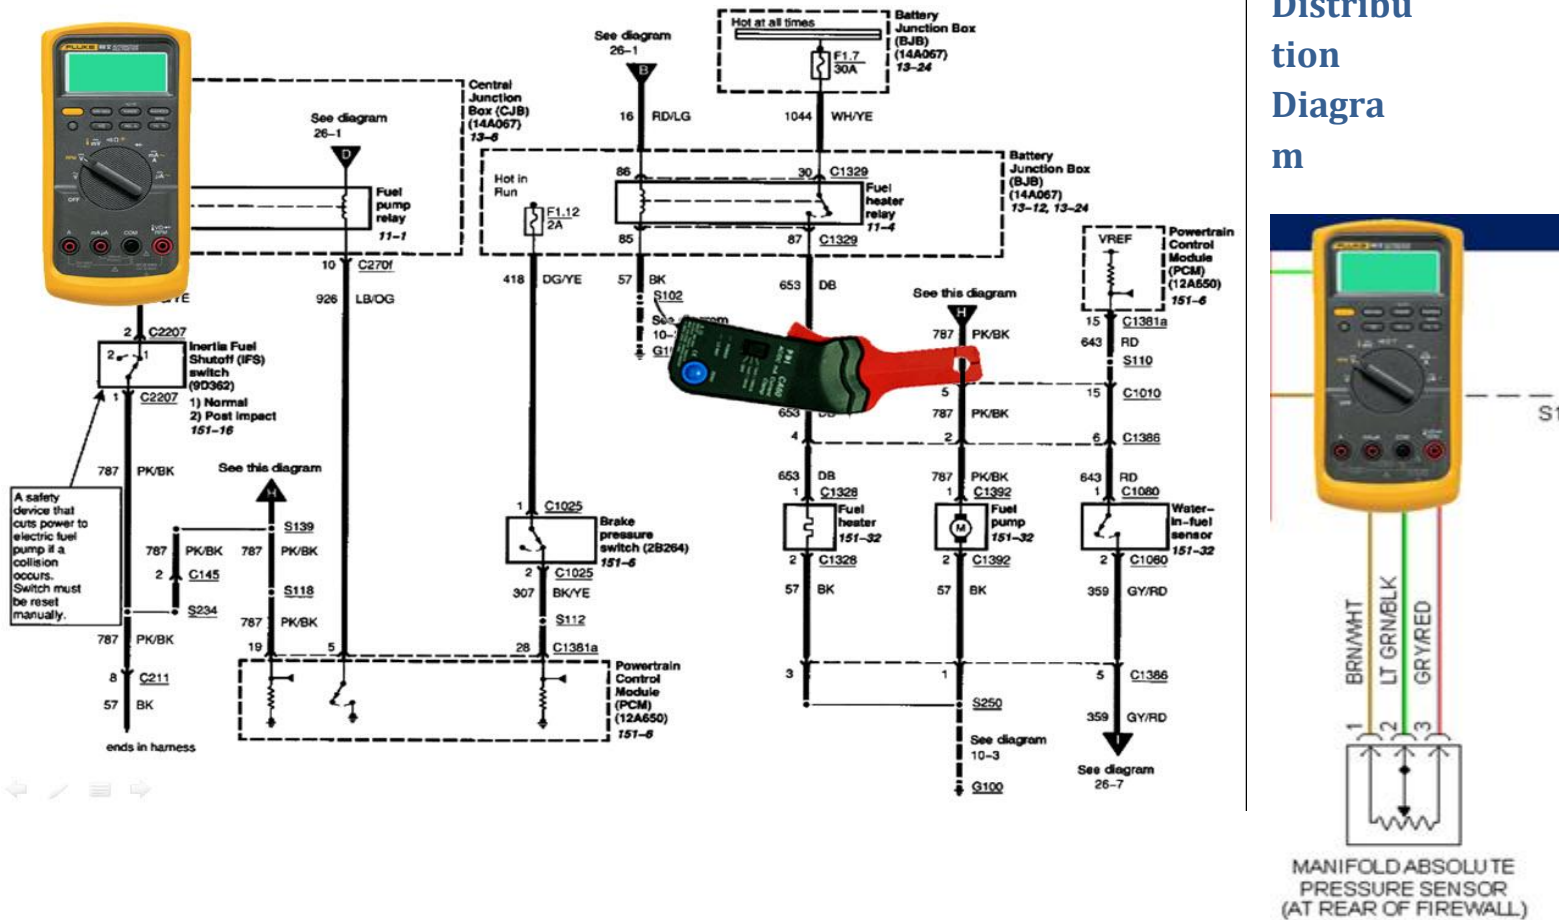 Distribu
tion
Diagra
m
Hot at all times
Battery
Junction Box
(BJB)
(14A067)
13-24
F1.7
30A
See diagram
26-1
B
16 RD/LG
1044 WH/YE
FLUKE
Central
Junction
Box (CJB)
(14A067)
13-6
See diagram
26-1
D
Fuel
pump
relay
11-1
10 C270f
926 LB/OG
Hot in
Run
F1.12
2A
86
30 C1329
Fuel
heater
relay
11-4
85
87 C1329
Battery
Junction Box
(BJB)
(14A067)
13-12, 13-24
418 DG/YE
57 BK
S102
10-
653 DB
See this diagram
H
787 PK/BK
VREF
Powertrain
Control
Module
(PCM)
(12A650)
151-6
15 C1381a
643 RD
S110
5
15 C1010
653
787 PK/BK
4
2
6 C1386
2 C2207
2
1
Inertia Fuel
Shutoff (IFS)
switch
(9D362)
1) Normal
2) Post impact
151-16
1 C2207
787 PK/BK
A safety
device that
cuts power to
electric fuel
pump if a
collision
occurs.
Switch must
be reset
manually.
See this diagram
H
S139
787 PK/BK
787 PK/BK
2 C145
S118
S234
787 PK/BK
787 PK/BK
8 C211
57 BK
ends in harness
1 C1025
Brake
pressure
switch (2B264)
151-6
2 C1025
307 BK/YE
S112
19
5
28 C1381a
Powertrain
Control
Module
(PCM)
(12A650)
151-6
653 DB
1 C1328
Fuel
heater
151-32
2 C1328
57 BK
3
787 PK/BK
1 C1392
M
Fuel
pump
151-32
2 C1392
57 BK
1
S250
See diagram
10-3
G100
643 RD
1 C1080
Water-
in-fuel
sensor
151-32
2 C1060
359 GY/RD
5 C1386
359 GY/RD
See diagram
26-7
FLUKE
S1
BRN/WHT
LT GRN/BLK
GRY/RED
1
2
3
MANIFOLD ABSOLUTE
PRESSURE SENSOR
(AT REAR OF FIREWALL)